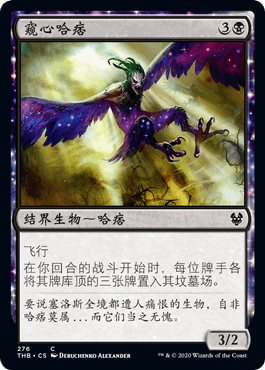 窥心哈痞 3
结界生物～哈痞
飞行
在你回合的战斗开始时，每位牌手各
将其牌库顶的三张牌置入其坟墓场。
要说塞洛斯全境都遭人痛恨的生物，自非
哈痞莫属...而它们当之无愧。
3/2
276 C
THB • CS DERUCHENKO ALEXANDER
™ & © 2020 Wizards of the Coast